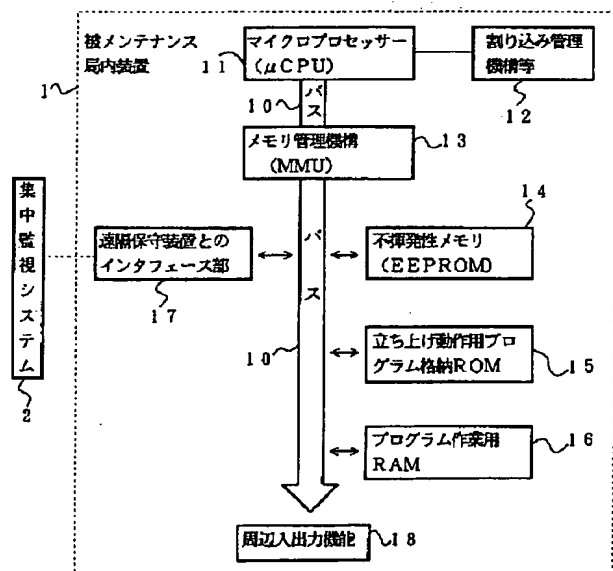 被メンテナンス
局内装置
1
マイクロプロセッサー
(μCPU)
11
割り込み管理
機構等
12
10
バス
メモリ管理機構
(MMU)
13
集中監視システム
2
遠隔保守装置との
インタフェース部
17
バス
10
不揮発性メモリ
(EEPROM)
14
立ち上げ動作用プロ
グラム格納ROM
15
プログラム作業用
RAM
16
周辺入出力機能
18